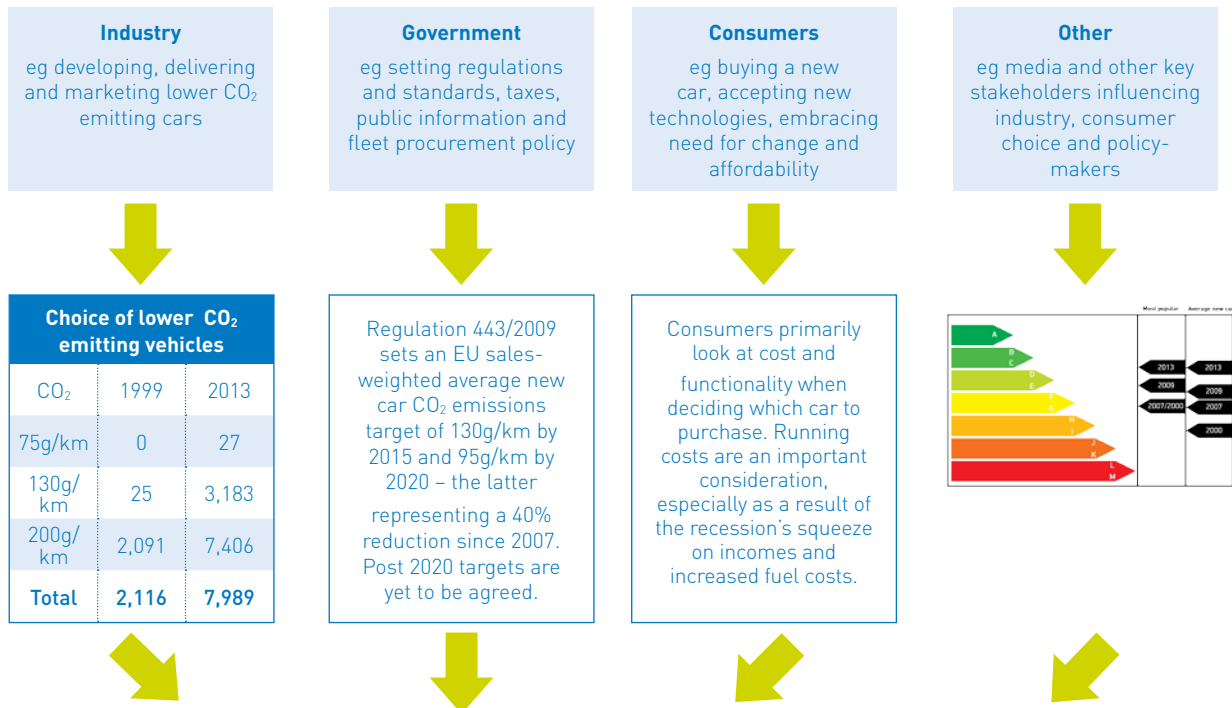 Industry
eg developing, delivering
and marketing lower CO₂
emitting cars
Government
eg setting regulations
and standards, taxes,
public information and
fleet procurement policy
Consumers
eg buying a new
car, accepting new
technologies, embracing
need for change and
affordability
Other
eg media and other key
stakeholders influencing
industry, consumer
choice and policy-
makers
Choice of lower CO₂
emitting vehicles
CO₂ 1999 2013
75g/km 0 27
130g/
km 25 3,183
200g/
km 2,091 7,406
Total 2,116 7,989
Regulation 443/2009
sets an EU sales-
weighted average new
car CO₂ emissions
target of 130g/km by
2015 and 95g/km by
2020 – the latter
representing a 40%
reduction since 2007.
Post 2020 targets are
yet to be agreed.
Consumers primarily
look at cost and
functionality when
deciding which car to
purchase. Running
costs are an important
consideration,
especially as a result of
the recession's squeeze
on incomes and
increased fuel costs.
Most popular Average new car
A
B
C
D
E
F
G
H
I
J
K
L
M
2013 2013
2009 2009
2007/2000 2007
2000